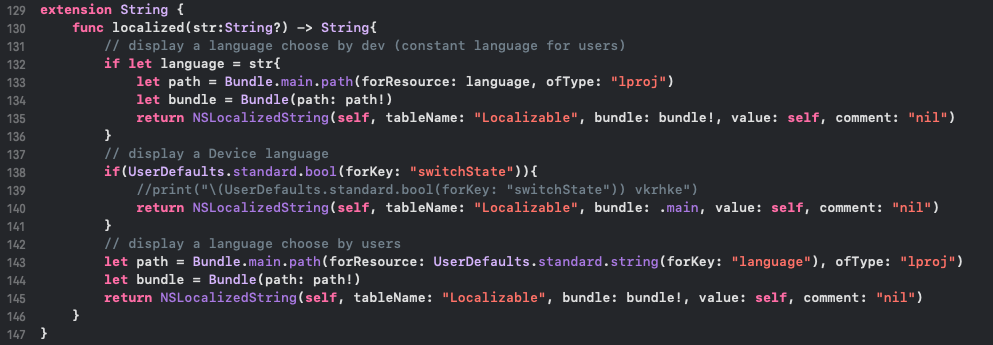 129 extension String {
130 func localized(str:String?) -> String{
131 // display a language choose by dev (constant language for users)
132 if let language = str{
133 let path = Bundle.main.path(forResource: language, ofType: "lproj")
134 let bundle = Bundle(path: path!)
135 return NSLocalizedString(self, tableName: "Localizable", bundle: bundle!, value: self, comment: "nil")
136 }
137 // display a Device language
138 if(UserDefaults.standard.bool(forKey: "switchState")){
139 //print("\(UserDefaults.standard.bool(forKey: "switchState")) vkrhke")
140 return NSLocalizedString(self, tableName: "Localizable", bundle: .main, value: self, comment: "nil")
141 }
142 // display a language choose by users
143 let path = Bundle.main.path(forResource: UserDefaults.standard.string(forKey: "language"), ofType: "lproj")
144 let bundle = Bundle(path: path!)
145 return NSLocalizedString(self, tableName: "Localizable", bundle: bundle!, value: self, comment: "nil")
146 }
147 }